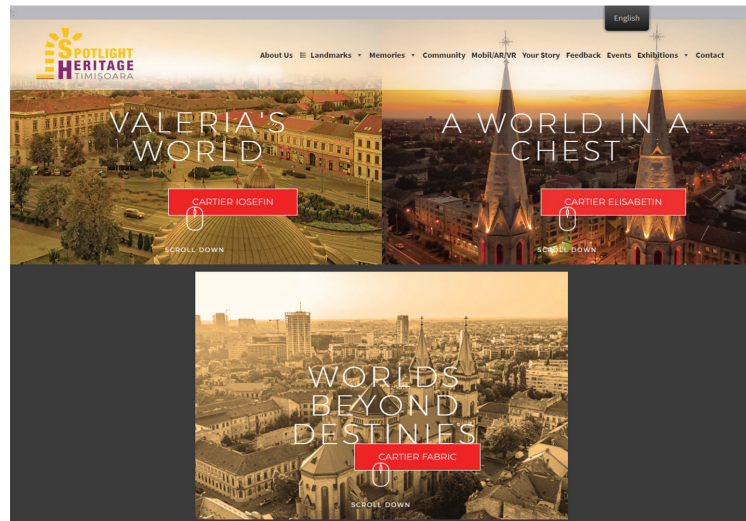 English
SPOTLIGHT
HERITAGE
TIMIȘOARA
About Us Landmarks Memories Community Mobil/AR/VR Your Story Feedback Events Exhibitions Contact
VALERIA'S
WORLD
CARTIER IOSEFIN
SCROLL DOWN
A WORLD IN A
CHEST
CARTIER ELISABETIN
SCROLL DOWN
WORLDS
BEYOND
DESTINIES
CARTIER FABRIC
SCROLL DOWN